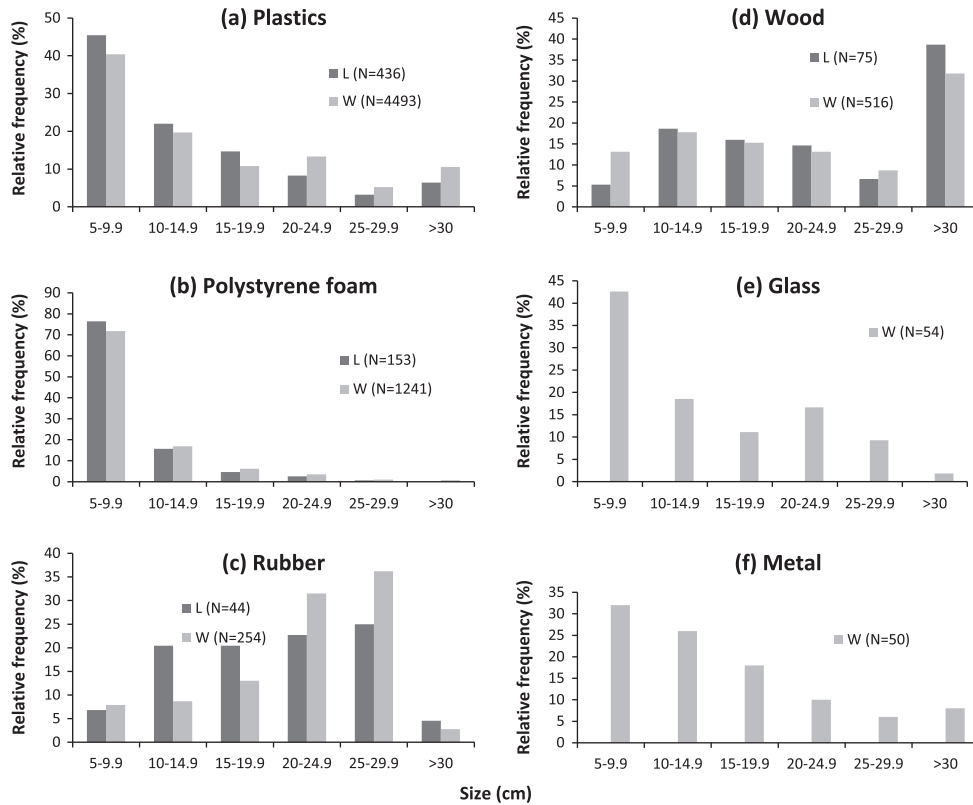 (a) Plastics
Relative frequency (%)
50
40
30
20
10
0
L (N=436)
W (N=4493)
5-9.9 10-14.9 15-19.9 20-24.9 25-29.9 >30
(b) Polystyrene foam
Relative frequency (%)
90
80
70
60
50
40
30
20
10
0
L (N=153)
W (N=1241)
5-9.9 10-14.9 15-19.9 20-24.9 25-29.9 >30
(c) Rubber
Relative frequency (%)
40
35
30
25
20
15
10
5
0
L (N=44)
W (N=254)
5-9.9 10-14.9 15-19.9 20-24.9 25-29.9 >30
(d) Wood
Relative frequency (%)
45
40
35
30
25
20
15
10
5
0
L (N=75)
W (N=516)
5-9.9 10-14.9 15-19.9 20-24.9 25-29.9 >30
(e) Glass
Relative frequency (%)
45
40
35
30
25
20
15
10
5
0
W (N=54)
5-9.9 10-14.9 15-19.9 20-24.9 25-29.9 >30
(f) Metal
Relative frequency (%)
35
30
25
20
15
10
5
0
W (N=50)
5-9.9 10-14.9 15-19.9 20-24.9 25-29.9 >30
Size (cm)